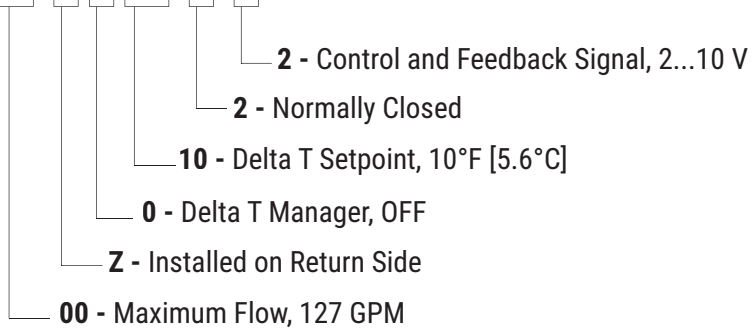 2 - Control and Feedback Signal, 2...10 V
2 - Normally Closed
10 - Delta T Setpoint, 10°F [5.6°C]
0 - Delta T Manager, OFF
Z - Installed on Return Side
00 - Maximum Flow, 127 GPM